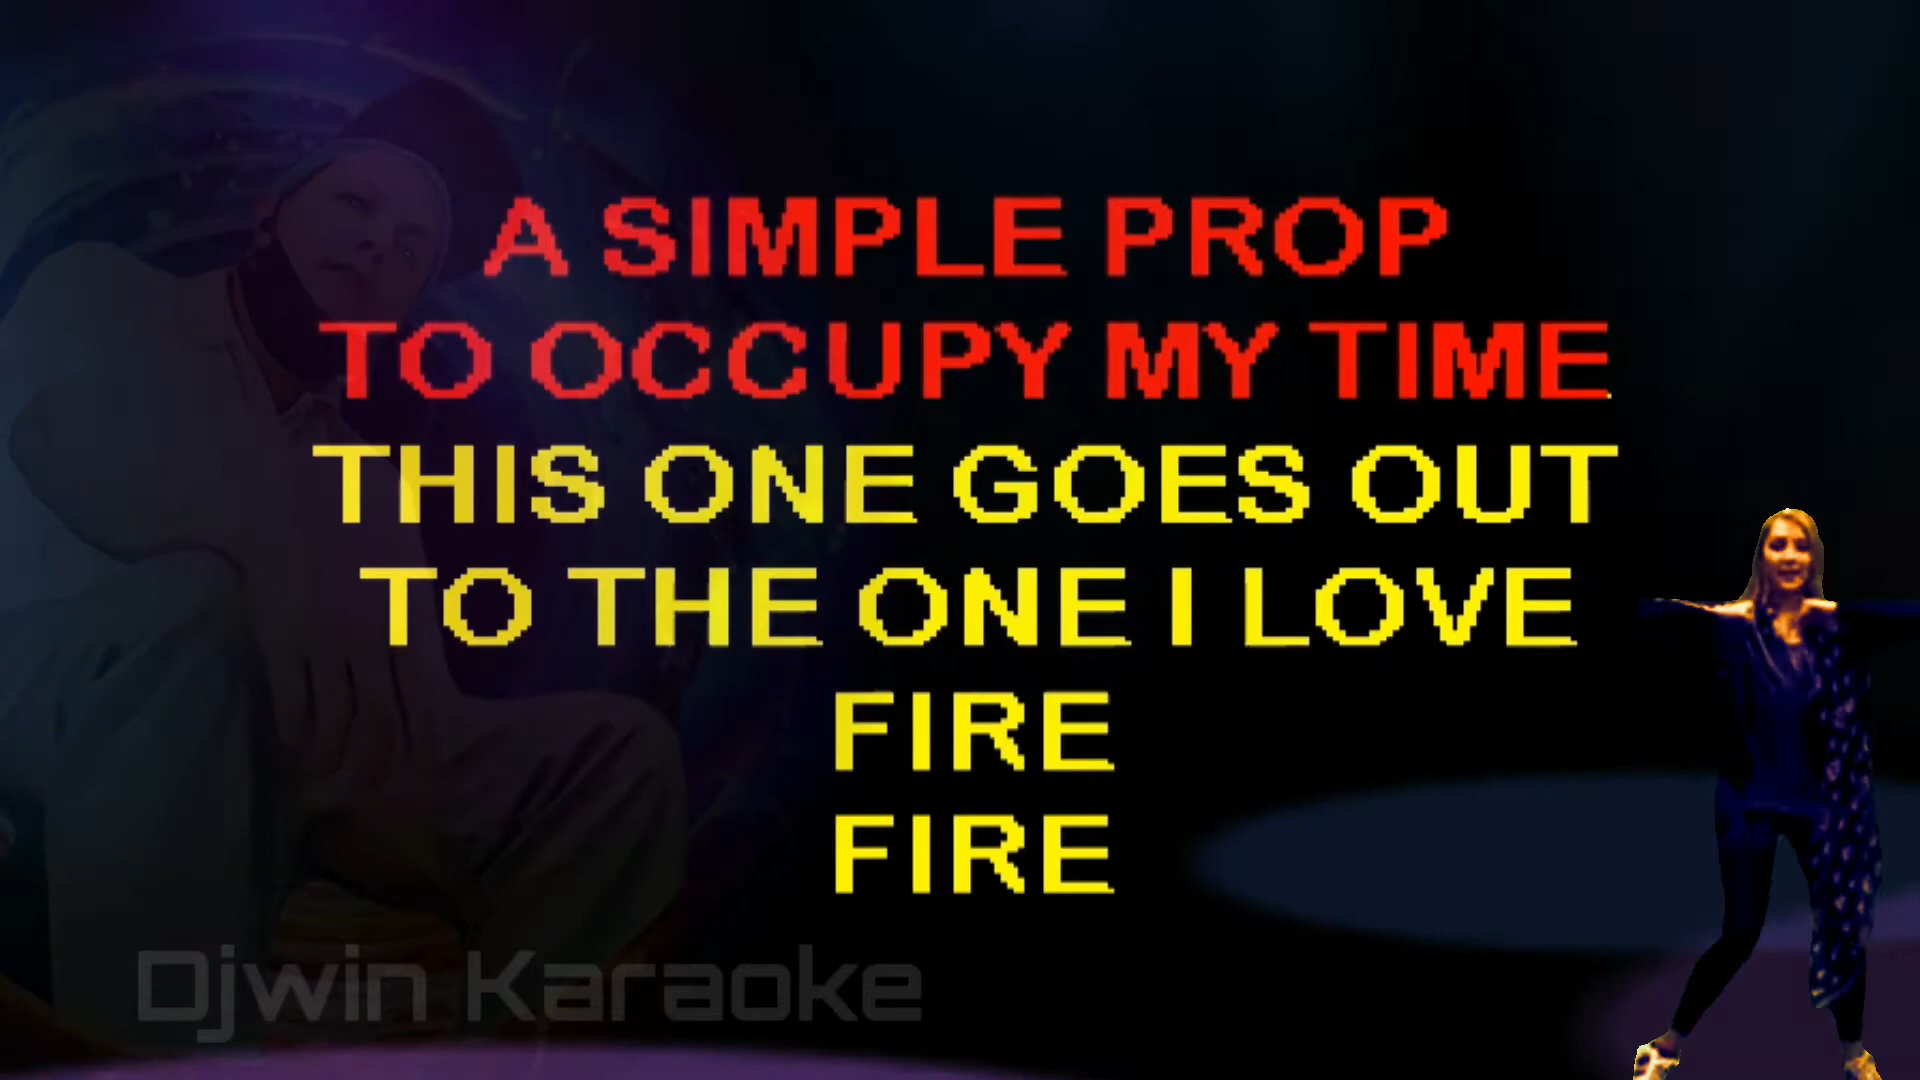 A SIMPLE PROP
TO OCCUPY MY TIME
THIS ONE GOES OUT
TO THE ONE I LOVE
FIRE
FIRE
Djwin Karaoke